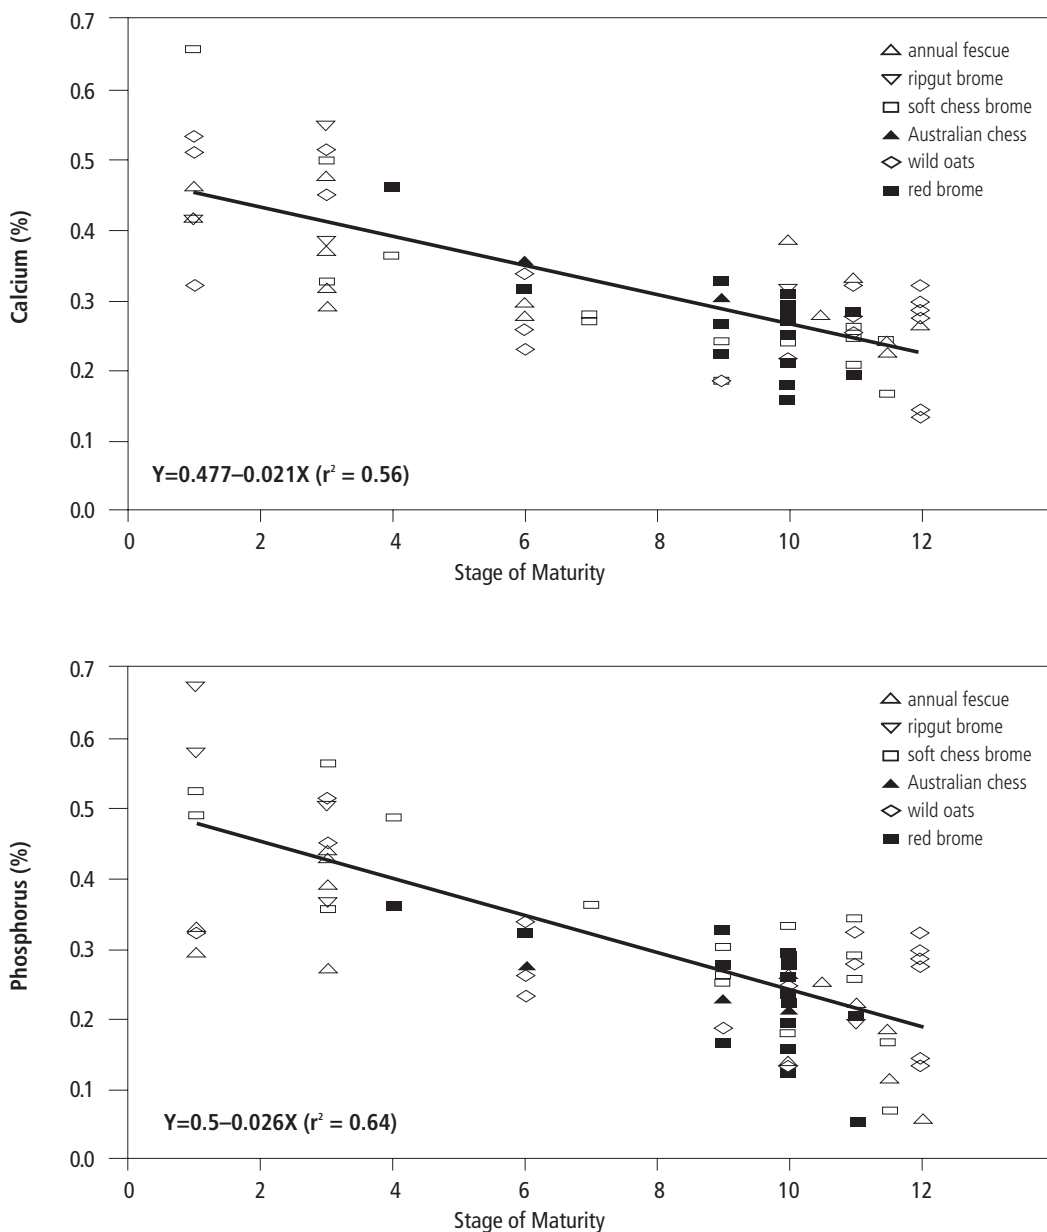 0.7
0.6
0.5
0.4
0.3
0.2
0.1
0.0
Calcium (%)
annual fescue
ripgut brome
soft chess brome
Australian chess
wild oats
red brome
Y=0.477–0.021X (r² = 0.56)
0 2 4 6 8 10 12
Stage of Maturity
0.7
0.6
0.5
0.4
0.3
0.2
0.1
0.0
Phosphorus (%)
annual fescue
ripgut brome
soft chess brome
Australian chess
wild oats
red brome
Y=0.5–0.026X (r² = 0.64)
0 2 4 6 8 10 12
Stage of Maturity